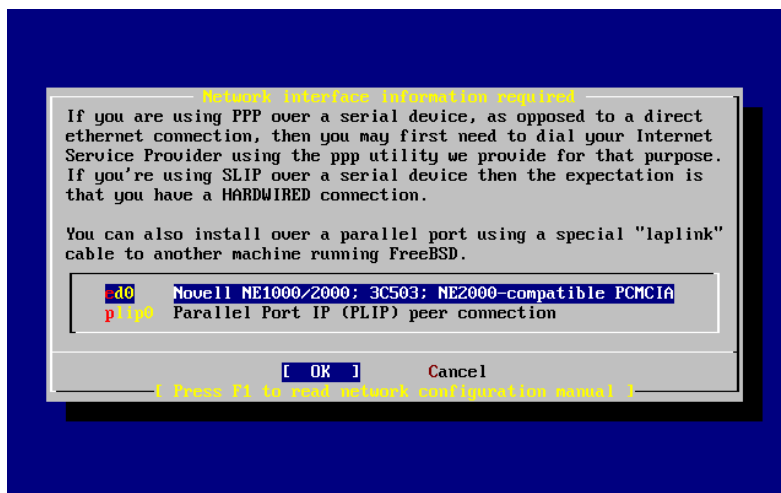 Network interface information required
If you are using PPP over a serial device, as opposed to a direct
ethernet connection, then you may first need to dial your Internet
Service Provider using the ppp utility we provide for that purpose.
If you're using SLIP over a serial device then the expectation is
that you have a HARDWIRED connection.
You can also install over a parallel port using a special "laplink"
cable to another machine running FreeBSD.
ed0 Novell NE1000/2000; 3C503; NE2000-compatible PCMCIA
plip0 Parallel Port IP (PLIP) peer connection
[ OK ] Cancel
[ Press F1 to read network configuration manual ]